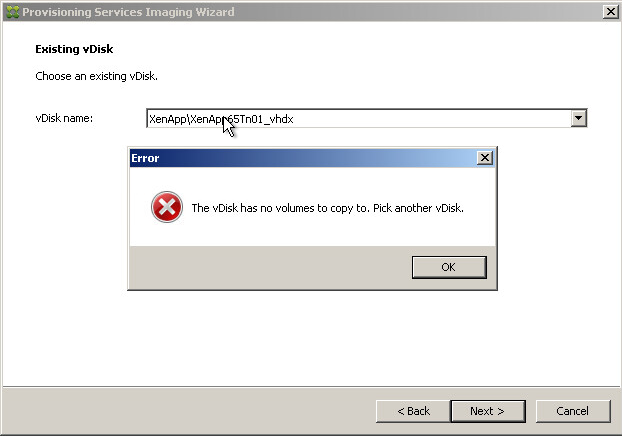 Provisioning Services Imaging Wizard
Existing vDisk
Choose an existing vDisk.
vDisk name:
XenApp\XenApp65Tn01_vhdx
Error
The vDisk has no volumes to copy to. Pick another vDisk.
OK
< Back
Next >
Cancel